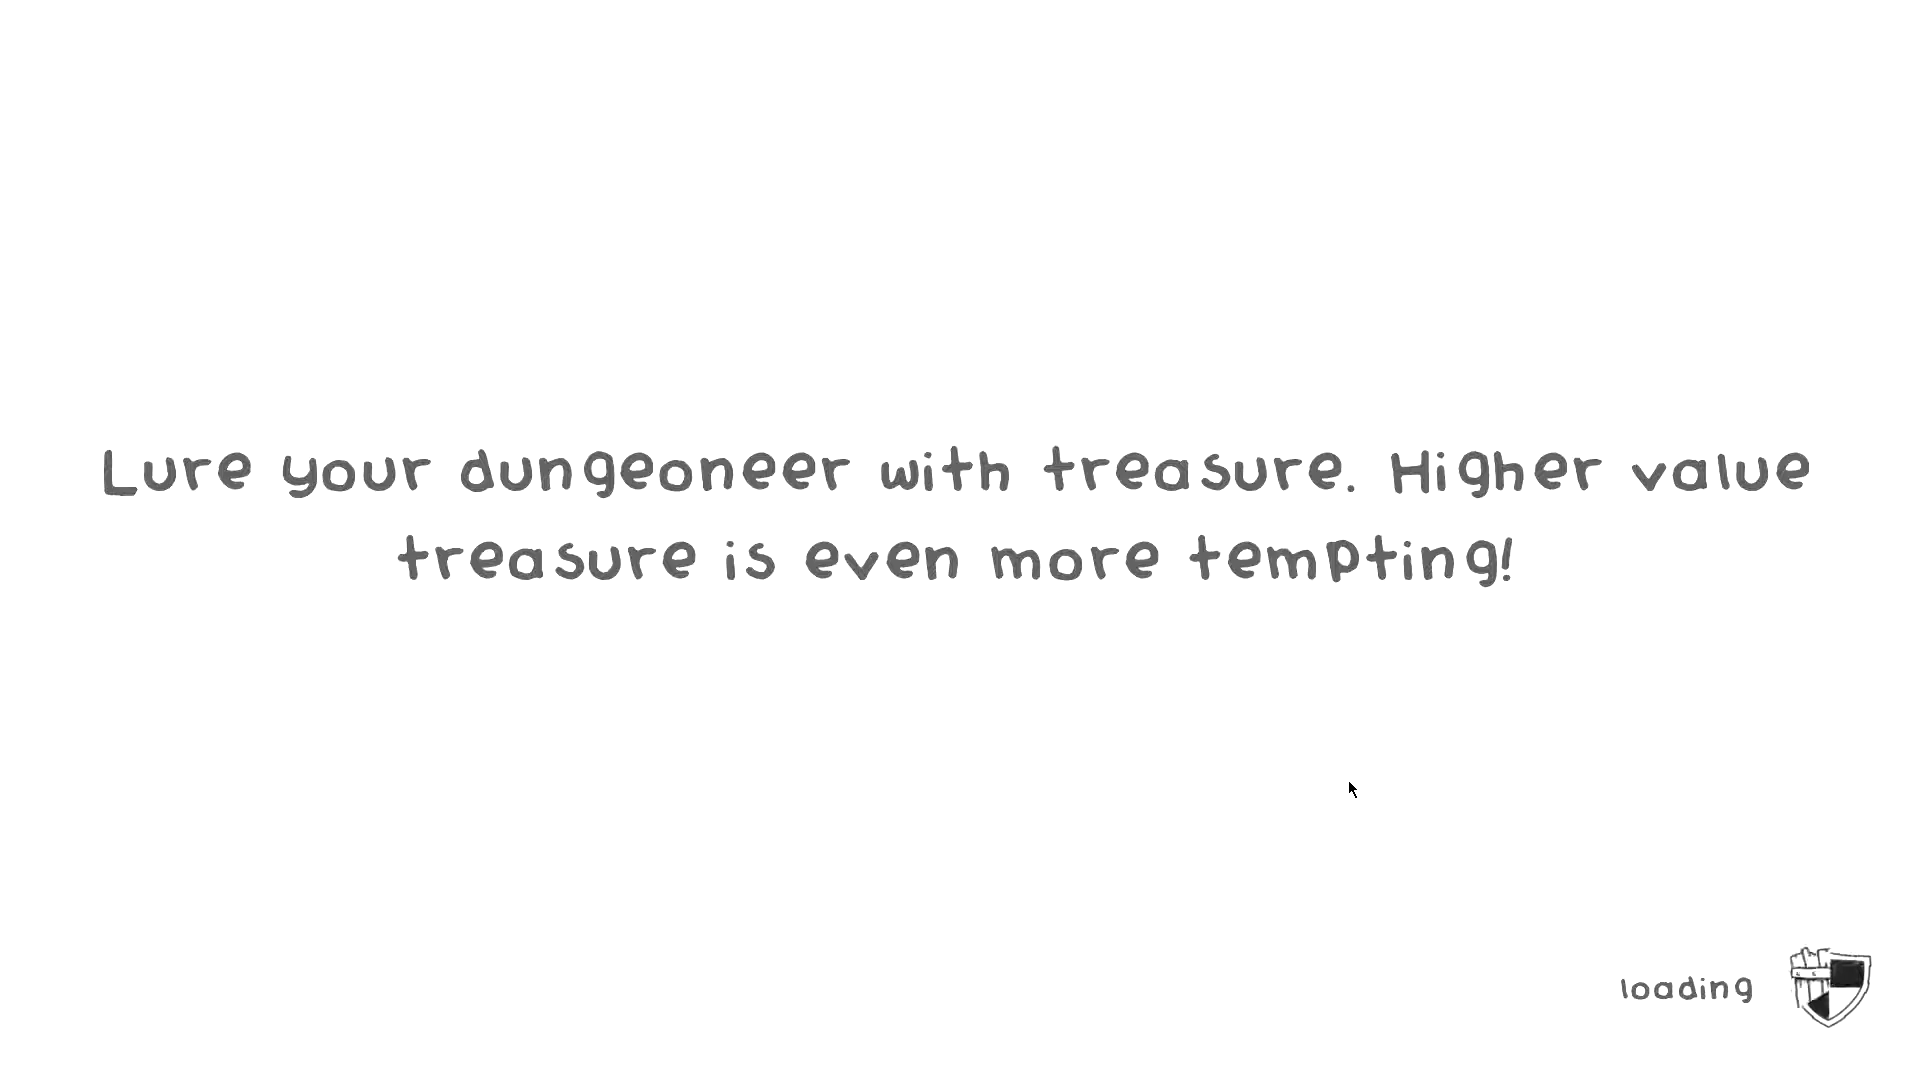 Lure your dungeoneer with treasure. Higher value
treasure is even more tempting!
loading